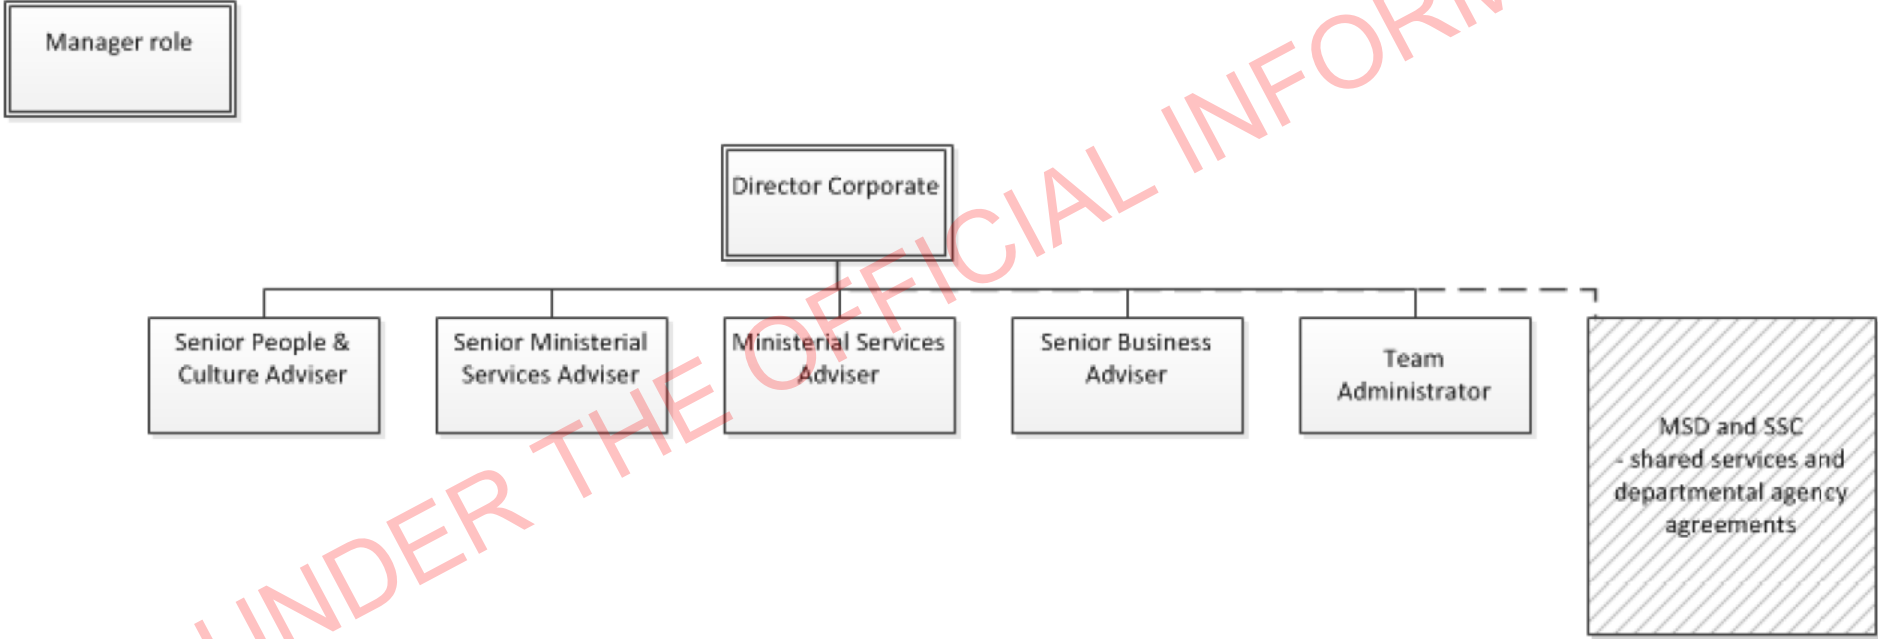 Manager role
Director Corporate
Senior People &
Culture Adviser
Senior Ministerial
Services Adviser
Ministerial Services
Adviser
Senior Business
Adviser
Team
Administrator
MSD and SSC
- shared services and
departmental agency
agreements
UNDER THE OFFICIAL